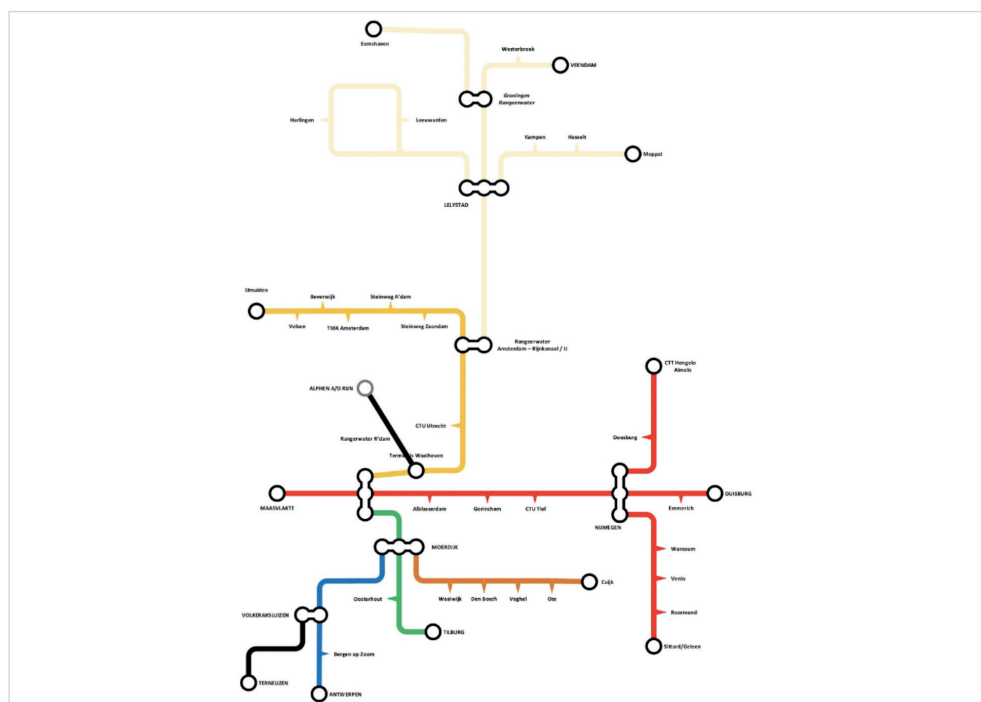 Eemshaven
Westerbroek
VEENDAM
Groningen
Rangeerwater
Harlingen
Leeuwarden
Kampen
Hasselt
Meppel
LELYSTAD
IJmuiden
Beverwijk
Steinweg A'dam
Velsen
TMA Amsterdam
Steinweg Zaandam
Rangeerwater
Amsterdam – Rijnkanaal / IJ
CTT Hengelo
Almelo
ALPHEN A/D RIJN
CTU Utrecht
Doesburg
Rangerwater R'dam
Terminals Waalhoven
MAASVLAKTE
Alblasserdam
Gorinchem
CTU Tiel
NIJMEGEN
Emmerich
DUISBURG
MOERDIJK
Wanssum
Venlo
Roermond
Sittard/Geleen
Cuijk
Oosterhout
Waalwijk
Den Bosch
Veghel
Oss
VOLKERAKSLUIZEN
TILBURG
Bergen op Zoom
TERNEUZEN
ANTWERPEN